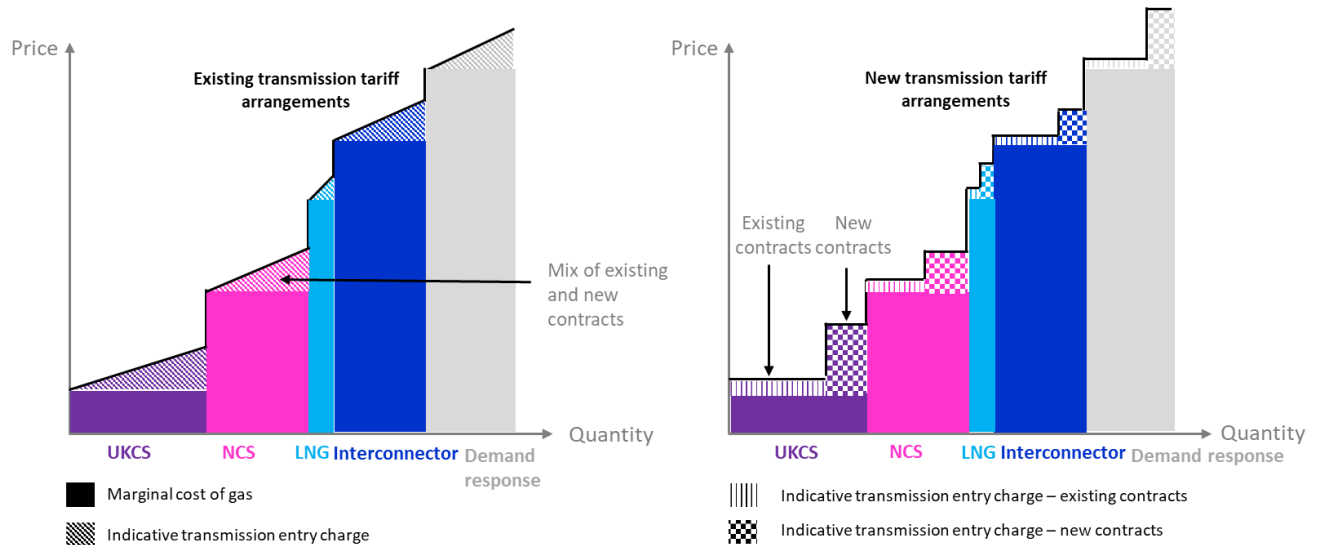 Price
Existing transmission tariff
arrangements
Mix of existing
and new
contracts
Quantity
UKCS
NCS
LNG
Interconnector
Demand
response
Marginal cost of gas
Indicative transmission entry charge
Price
New transmission tariff
arrangements
Existing
contracts
New
contracts
Quantity
UKCS
NCS
LNG
Interconnector
Demand response
Indicative transmission entry charge – existing contracts
Indicative transmission entry charge – new contracts